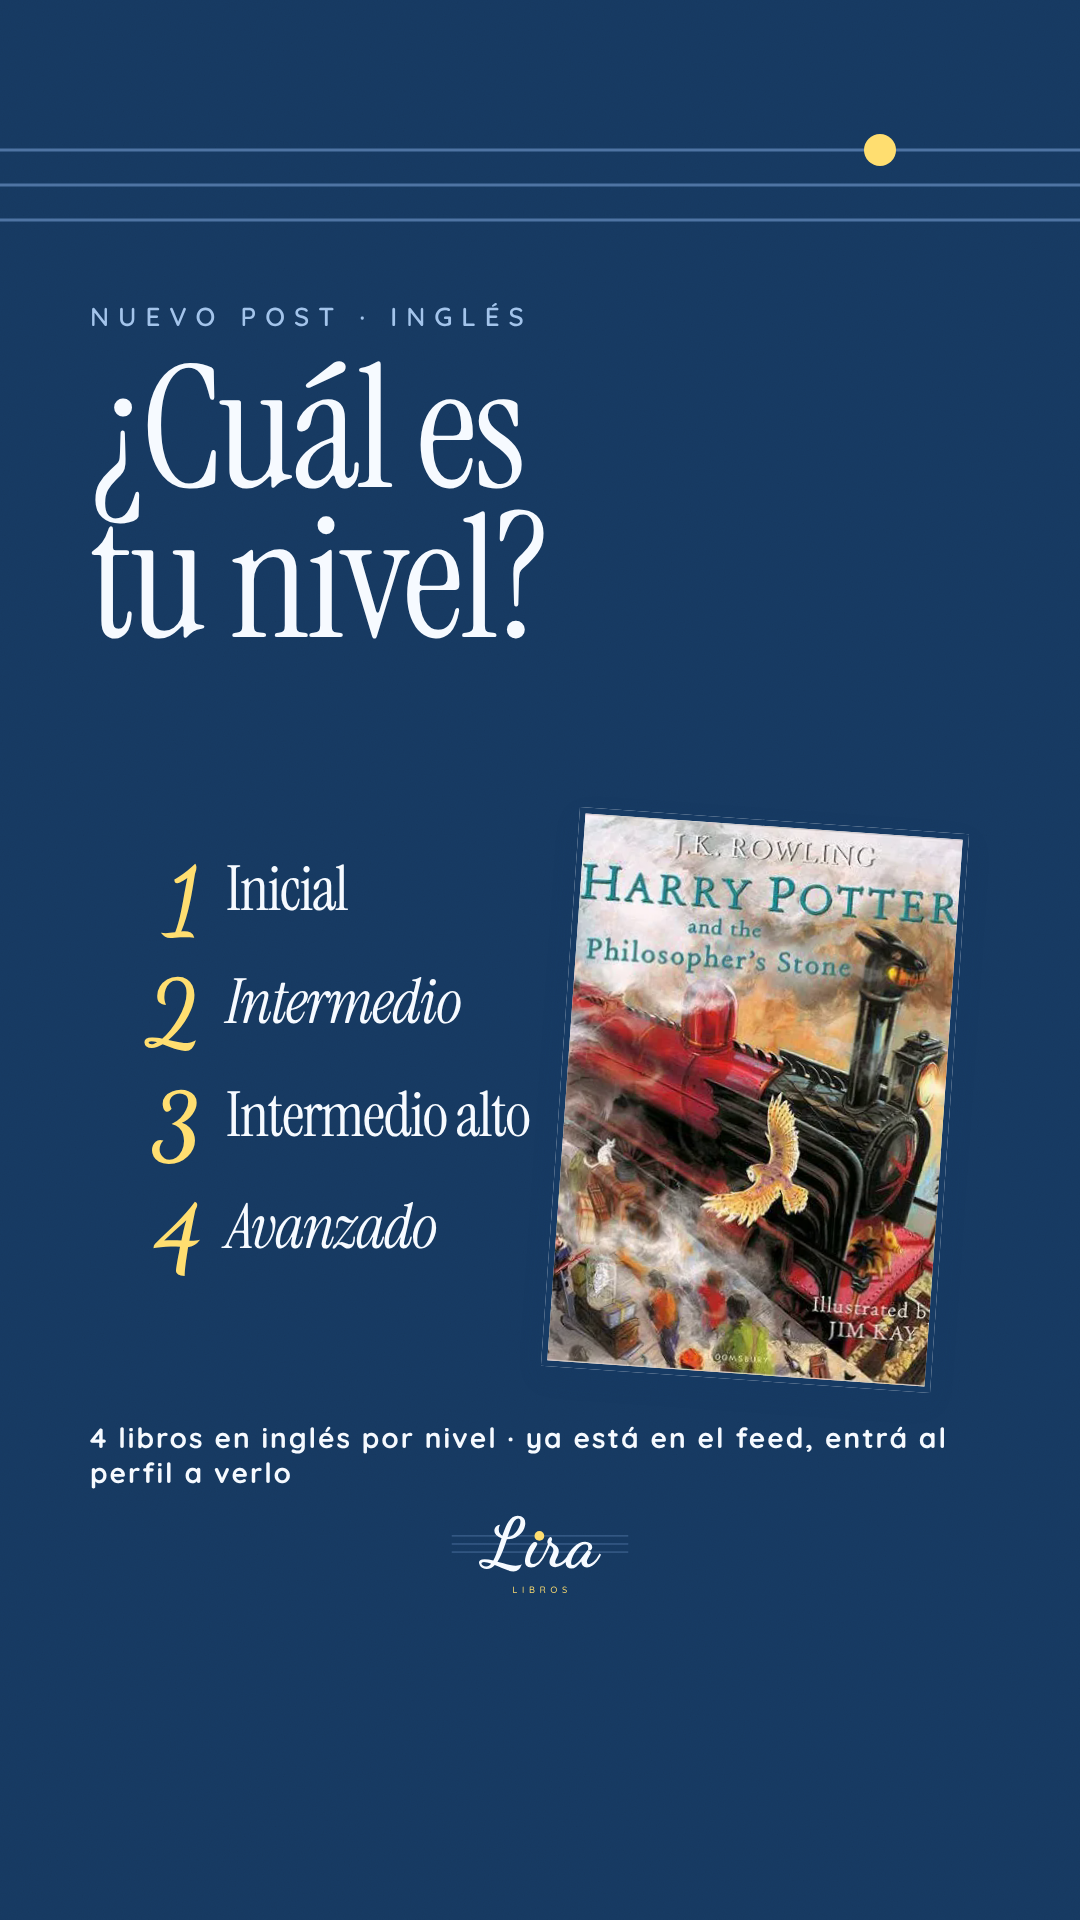 NUEVO POST · INGLÉS
¿Cuál es
tu nivel?
1 Inicial
2 Intermedio
3 Intermedio alto
4 Avanzado
J.K. ROWLING
HARRY POTTER
and the
Philosopher's Stone
Illustrated b
JIM KAY
OOMSBURY
4 libros en inglés por nivel · ya está en el feed, entrá al
perfil a verlo
Lira
LIBROS